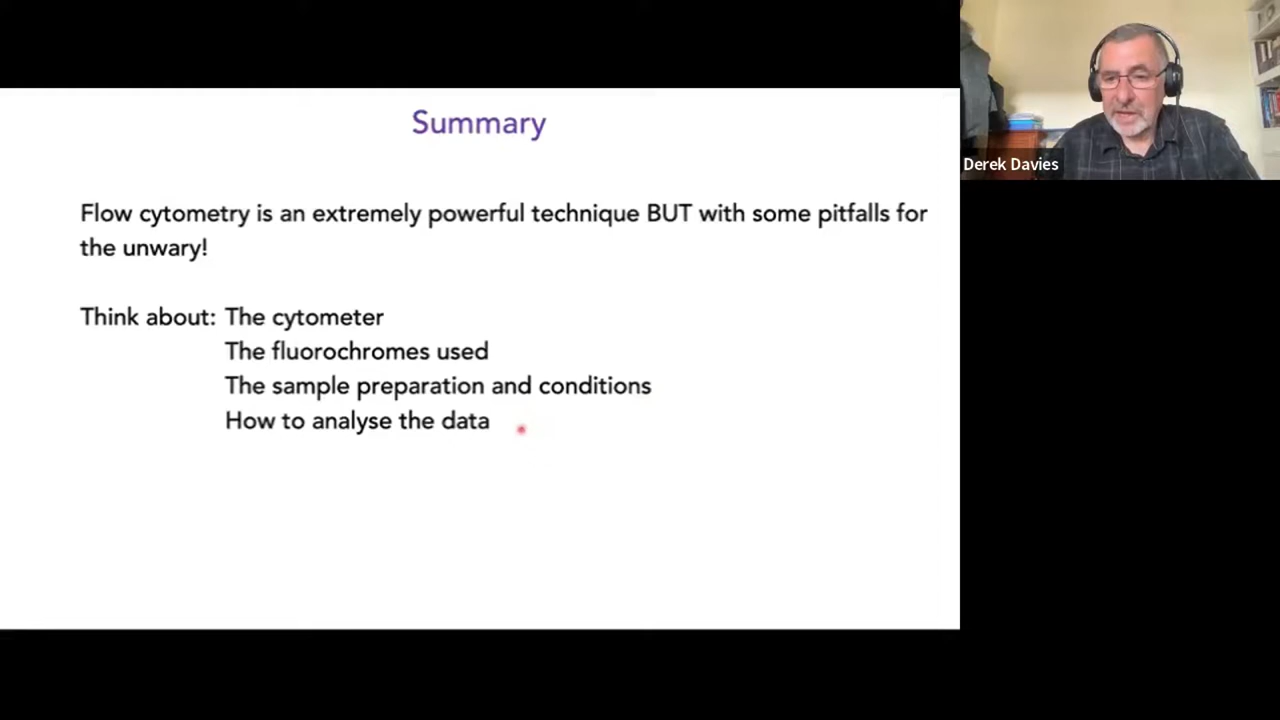 Summary
Flow cytometry is an extremely powerful technique BUT with some pitfalls for
the unwary!
Think about: The cytometer
The fluorochromes used
The sample preparation and conditions
How to analyse the data
Derek Davies